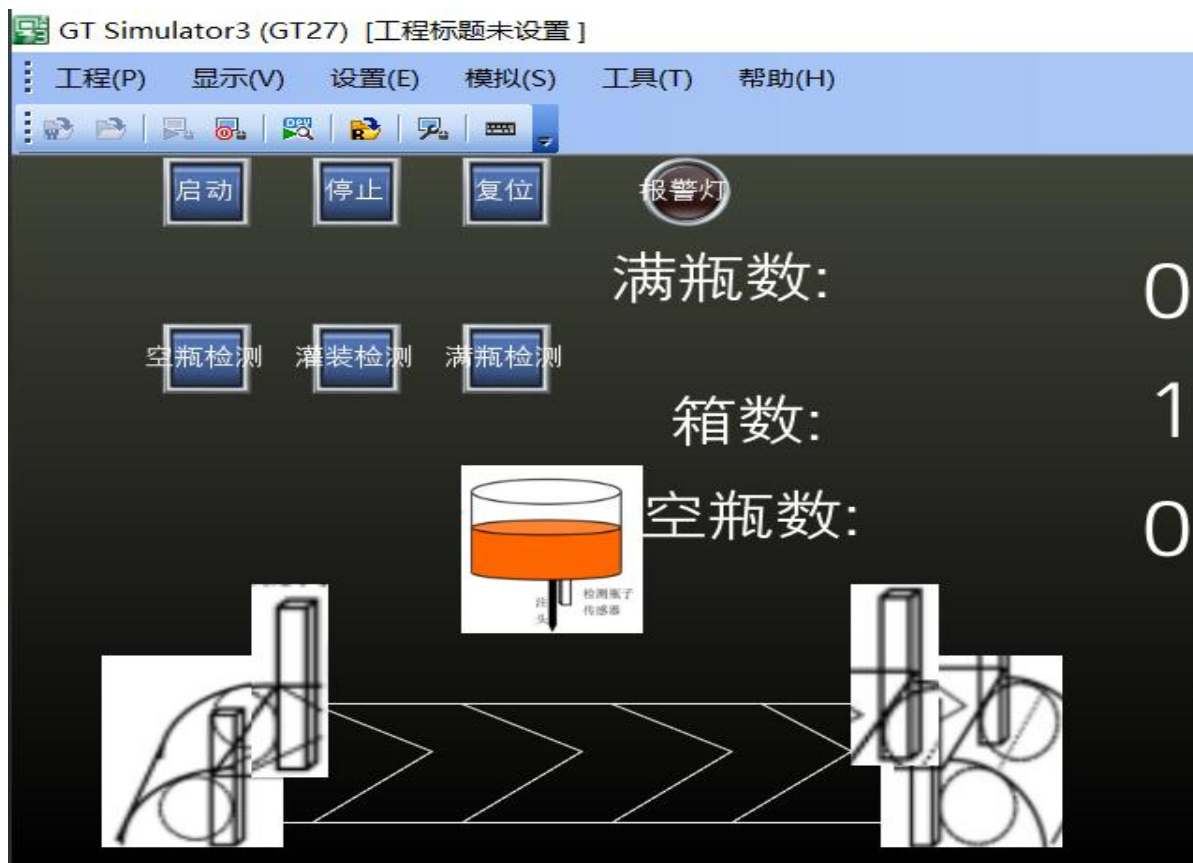 GT Simulator3 (GT27) [工程标题未设置 ]
工程(P) 显示(V) 设置(E) 模拟(S) 工具(T) 帮助(H)
启动 停止 复位 报警灯
满瓶数: 0
空瓶检测 灌装检测 满瓶检测
箱数: 1
空瓶数: 0
注头
检测瓶子
传感器